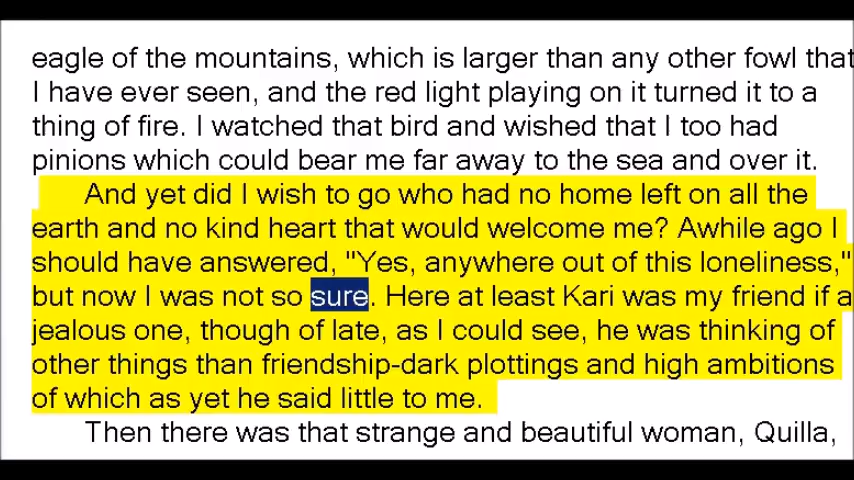 eagle of the mountains, which is larger than any other fowl that
I have ever seen, and the red light playing on it turned it to a
thing of fire. I watched that bird and wished that I too had
pinions which could bear me far away to the sea and over it.
And yet did I wish to go who had no home left on all the
earth and no kind heart that would welcome me? Awhile ago I
should have answered, "Yes, anywhere out of this loneliness,"
but now I was not so sure. Here at least Kari was my friend if a
jealous one, though of late, as I could see, he was thinking of
other things than friendship-dark plottings and high ambitions
of which as yet he said little to me.
Then there was that strange and beautiful woman, Quilla,